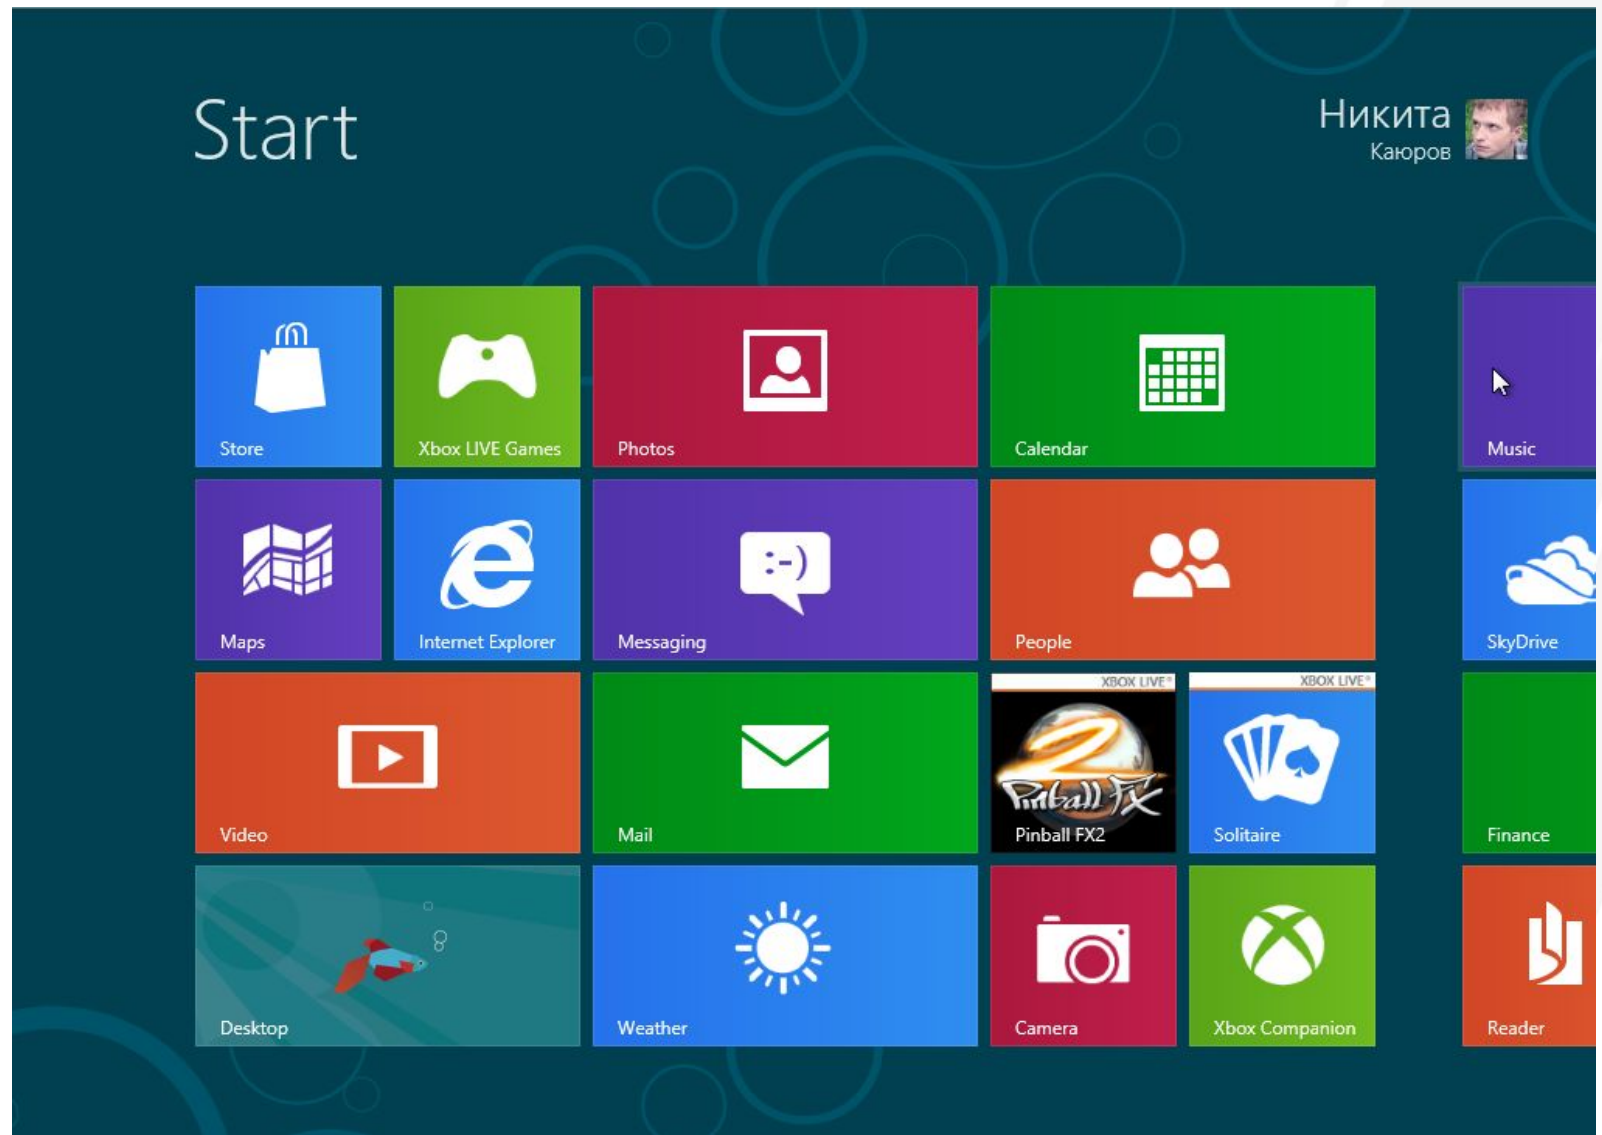 Start
Никита
Каюров
Store
Xbox LIVE Games
Photos
Calendar
Music
Maps
Internet Explorer
:-)
Messaging
People
SkyDrive
XBOX LIVE®
XBOX LIVE®
2
Pinball FX
Video
Mail
Pinball FX2
Solitaire
Finance
Desktop
Weather
Camera
Xbox Companion
Reader